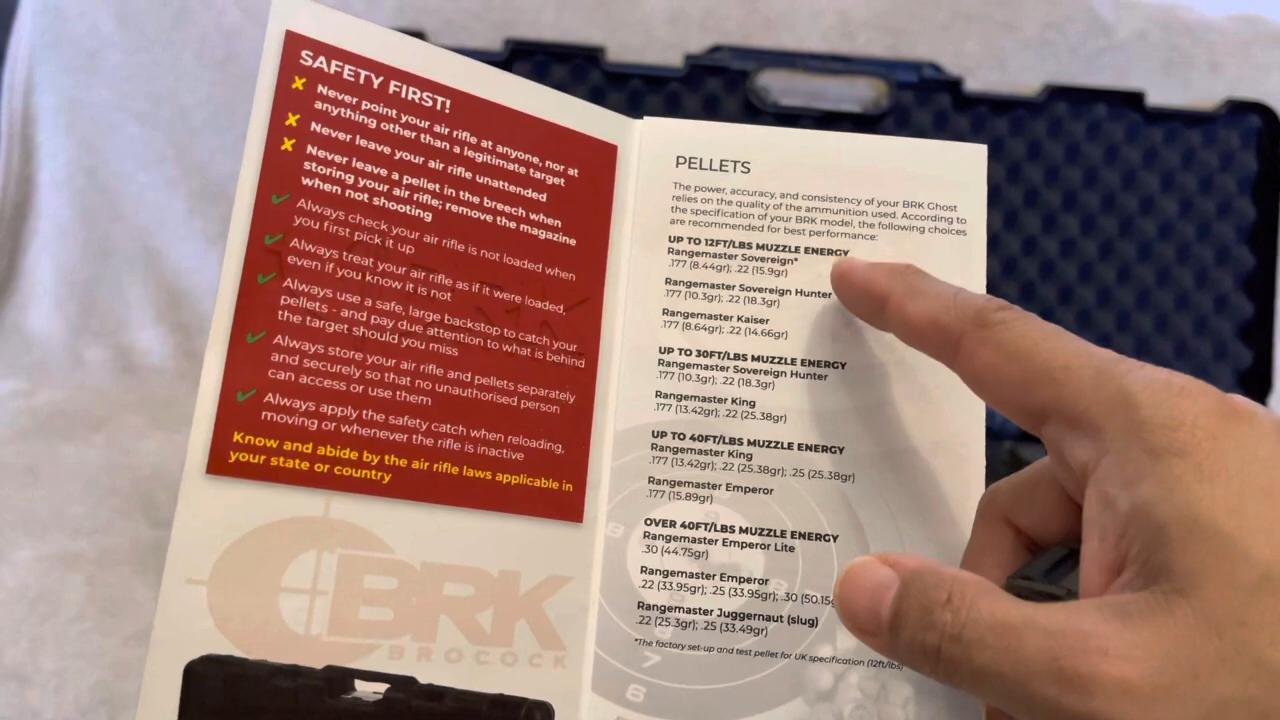 SAFETY FIRST!
Never point your air rifle at anyone, nor at
anything other than a legitimate target
Never leave your air rifle unattended
Never leave a pellet in the breech when
storing your air rifle; remove the magazine
when not shooting
Always check your air rifle is not loaded when
you first pick it up
Always treat your air rifle as if it were loaded,
even if you know it is not
Always use a safe, large backstop to catch your
pellets - and pay due attention to what is behind
the target should you miss
Always store your air rifle and pellets separately
and securely so that no unauthorised person
can access or use them
Always apply the safety catch when reloading,
moving or whenever the rifle is inactive
Know and abide by the air rifle laws applicable in
your state or country
BRK
BROCOCK
PELLETS
The power, accuracy, and consistency of your BRK Ghost
relies on the quality of the ammunition used. According to
the specification of your BRK model, the following choices
are recommended for best performance:
UP TO 12FT/LBS MUZZLE ENERGY
Rangemaster Sovereign*
.177 (8.44gr); .22 (15.9gr)
Rangemaster Sovereign Hunter
.177 (10.3gr); .22 (18.3gr)
Rangemaster Kaiser
.177 (8.64gr); .22 (14.66gr)
UP TO 30FT/LBS MUZZLE ENERGY
Rangemaster Sovereign Hunter
.177 (10.3gr); .22 (18.3gr)
Rangemaster King
.177 (13.42gr); .22 (25.38gr)
UP TO 40FT/LBS MUZZLE ENERGY
Rangemaster King
.177 (13.42gr); .22 (25.38gr); .25 (25.38gr)
Rangemaster Emperor
.177 (15.89gr)
OVER 40FT/LBS MUZZLE ENERGY
Rangemaster Emperor Lite
.30 (44.75gr)
Rangemaster Emperor
.22 (33.95gr); .25 (33.95gr); .30 (50.15g
Rangemaster Juggernaut (slug)
.22 (25.3gr); .25 (33.49gr)
*The factory set-up and test pellet for UK specification (12ft/lbs)
8
9
6
8
7
6